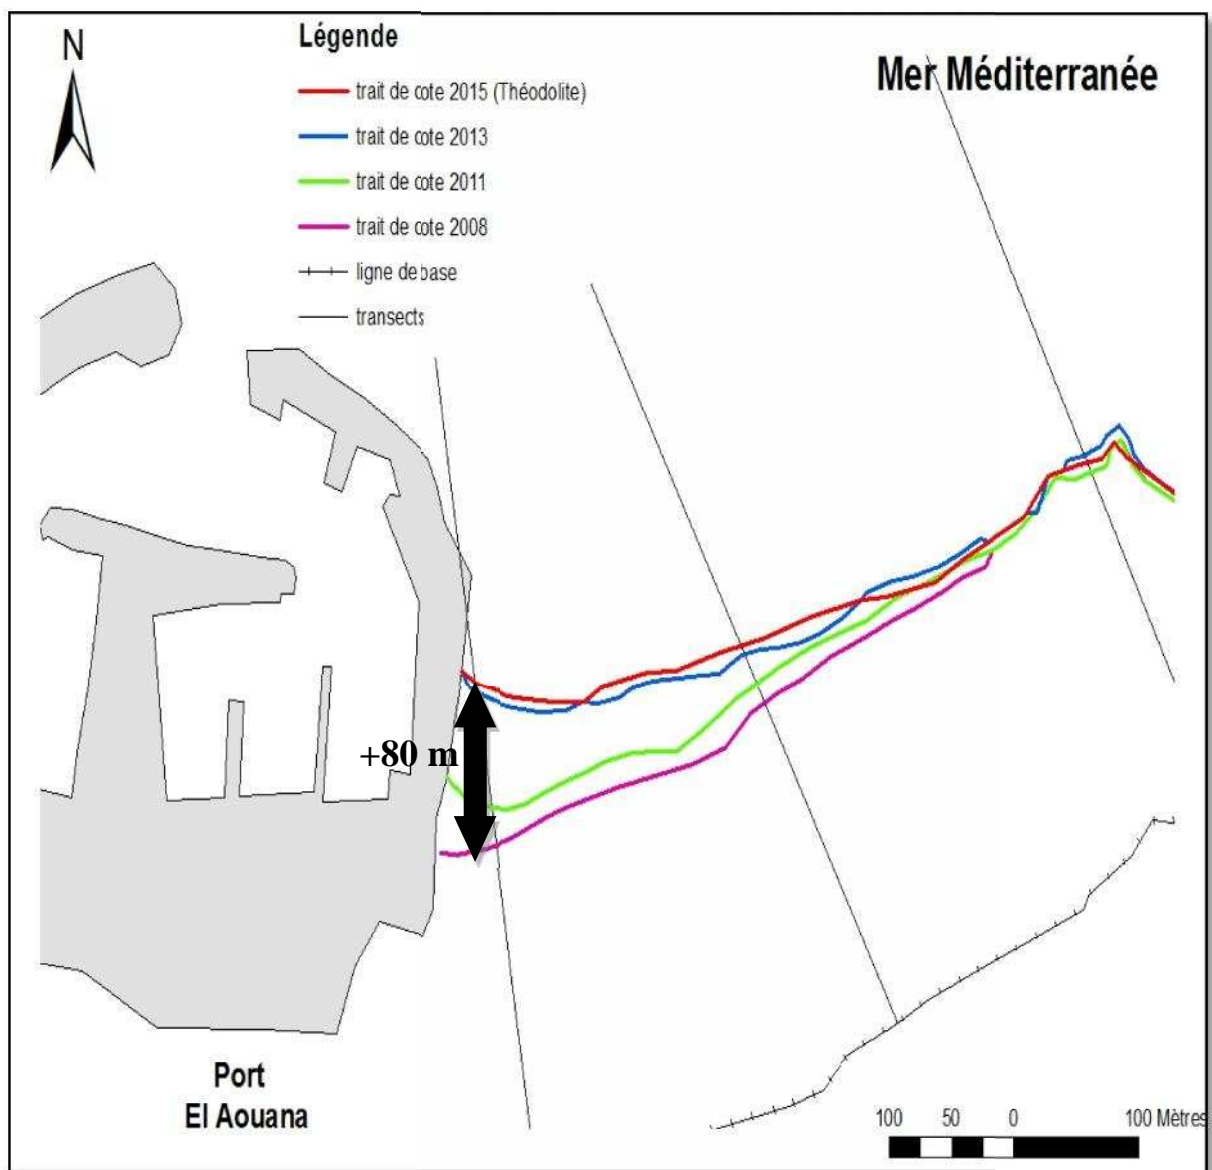 N
Légende
trait de cote 2015 (Théodolite)
trait de cote 2013
trait de cote 2011
trait de cote 2008
ligne de base
transects
Mer Méditerranée
+80 m
Port
El Aouana
100 50 0 100 Mètres